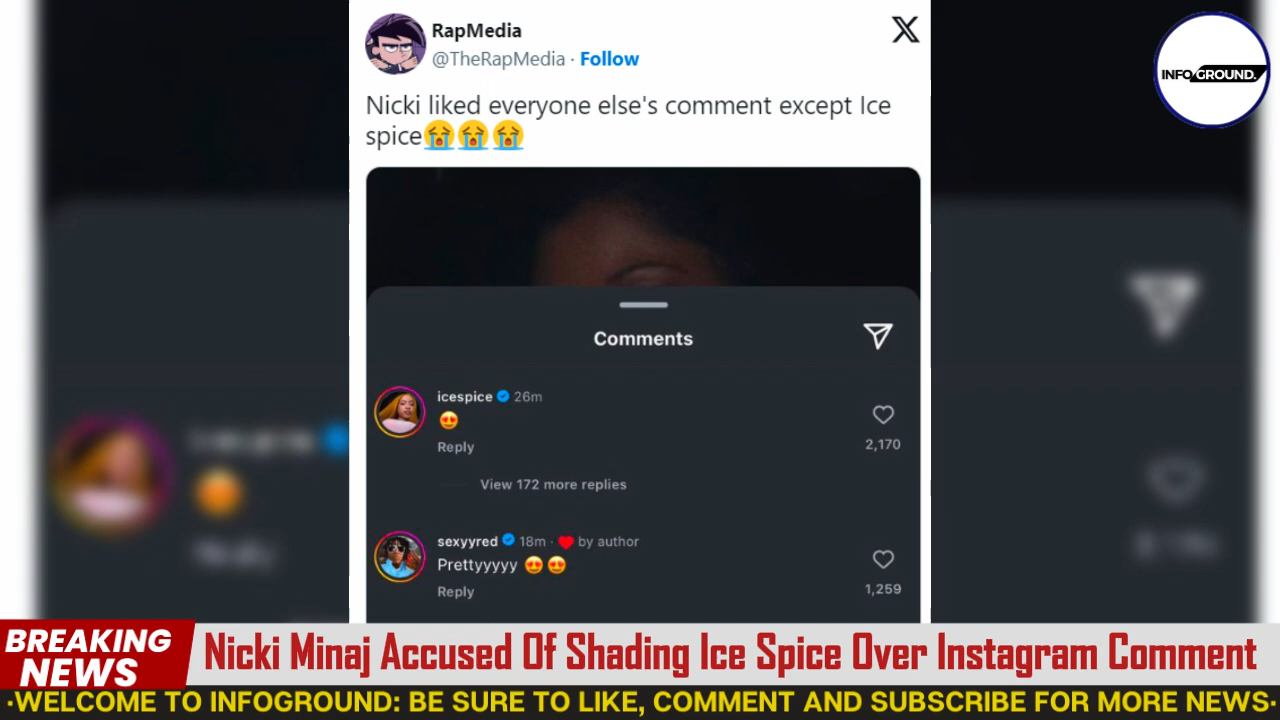 RapMedia
@TheRapMedia · Follow
INFOGROUND.
Nicki liked everyone else's comment except Ice
spice😭😭😭
Comments
icespice 26m
😍
Reply
2,170
View 172 more replies
sexyyred 18m · ❤️ by author
Prettyyyyy 😍😍
Reply
1,259
BREAKING
NEWS
Nicki Minaj Accused Of Shading Ice Spice Over Instagram Comment
·WELCOME TO INFOGROUND: BE SURE TO LIKE, COMMENT AND SUBSCRIBE FOR MORE NEWS·